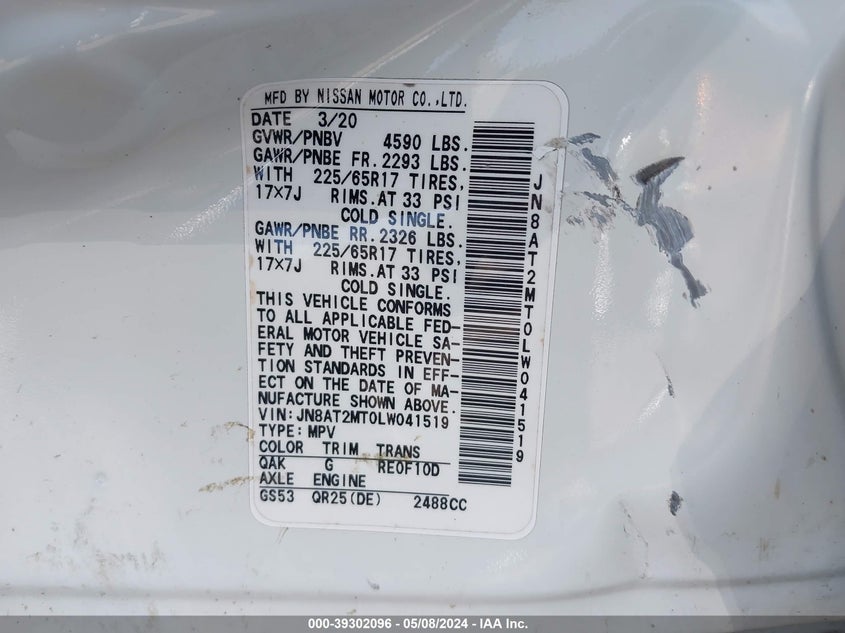 MFD BY NISSAN MOTOR CO.,LTD.
DATE 3/20
GVWR/PNBV 4590 LBS.
GAWR/PNBE FR.2293 LBS.
WITH 225/65R17 TIRES,
17×7J RIMS.AT 33 PSI
COLD SINGLE.
GAWR/PNBE RR.2326 LBS.
WITH 225/65R17 TIRES,
17×7J RIMS.AT 33 PSI
COLD SINGLE.
THIS VEHICLE CONFORMS
TO ALL APPLICABLE FED-
ERAL MOTOR VEHICLE SA-
FETY AND THEFT PREVEN-
TION STANDARDS IN EFF-
ECT ON THE DATE OF MA-
NUFACTURE SHOWN ABOVE.
VIN:JN8AT2MT0LW041519
TYPE:MPV
COLOR TRIM TRANS
QAK G RE0F10D
AXLE ENGINE
GS53 QR25(DE) 2488CC
JN8AT2MT0LW041519
000-39302096 - 05/08/2024 - IAA Inc.